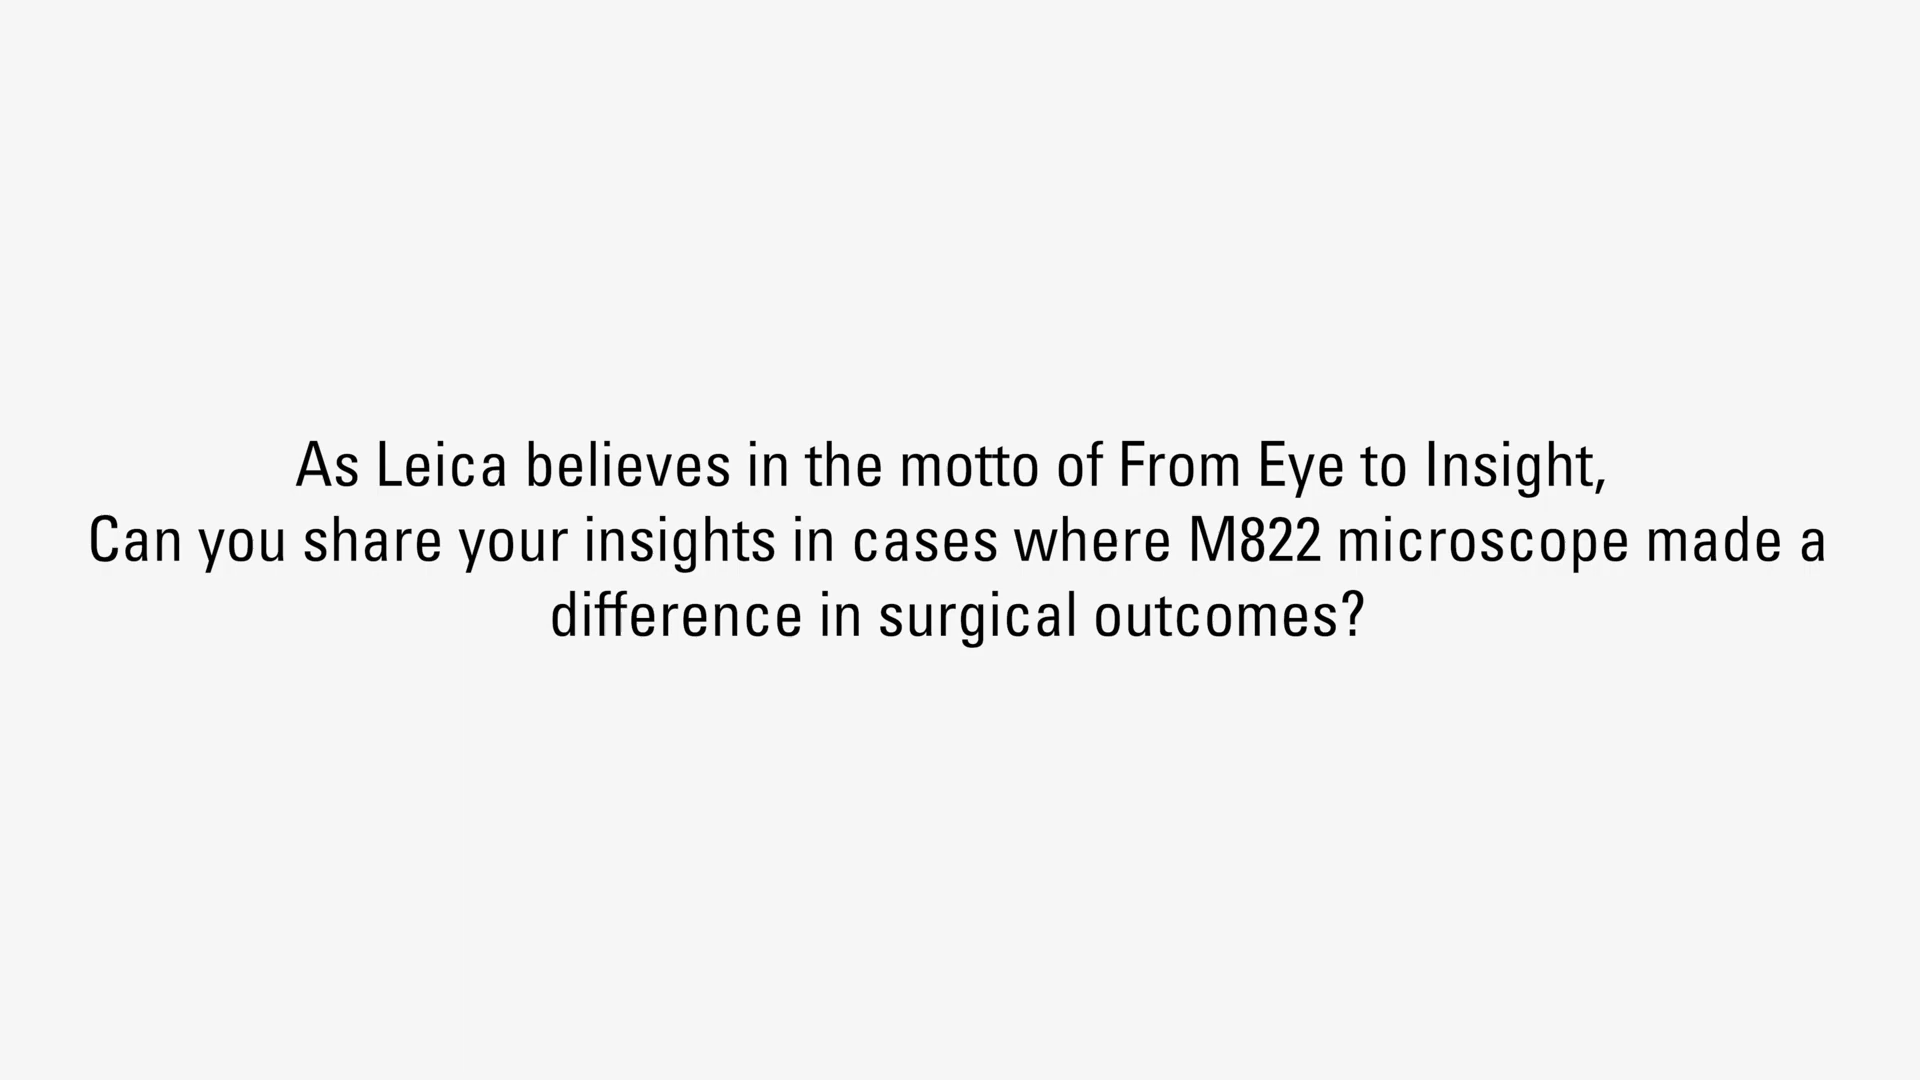 As Leica believes in the motto of From Eye to Insight,
Can you share your insights in cases where M822 microscope made a
difference in surgical outcomes?